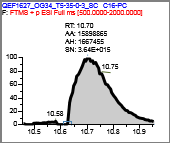 QEF1627_OG34_T5-35-0-3_SC C16-PC
F: FTMS + p ESI Full ms [500.0000-2000.0000]
RT: 10.70
AA: 15898865
AH: 1667455
SN: 3.64E+015
100
80
60
40
20
0
10.75
10.58
10.5 10.6 10.7 10.8 10.9